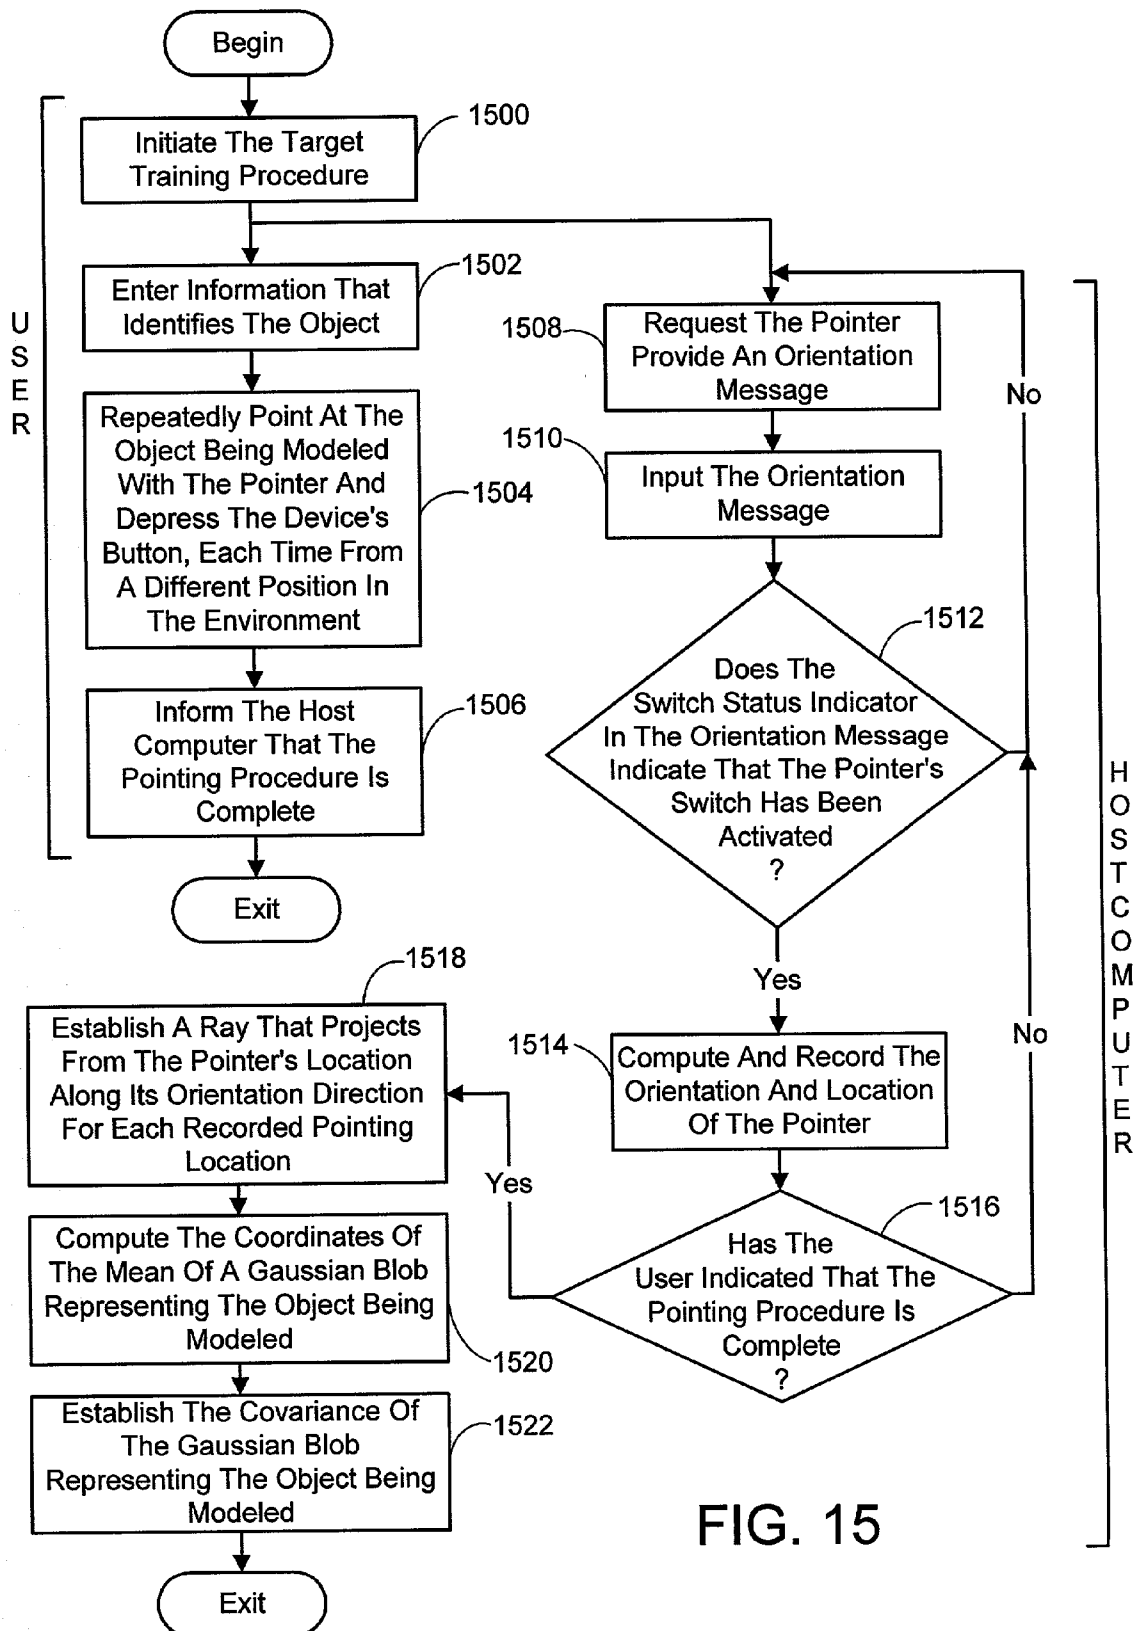 Begin
1500
Initiate The Target
Training Procedure
1502
Enter Information That
Identifies The Object
USER
Repeatedly Point At The
Object Being Modeled
With The Pointer And
Depress The Device's
Button, Each Time From
A Different Position In
The Environment
1504
Inform The Host
Computer That The
Pointing Procedure Is
Complete
1506
Exit
1508
Request The Pointer
Provide An Orientation
Message
No
1510
Input The Orientation
Message
1512
Does The
Switch Status Indicator
In The Orientation Message
Indicate That The Pointer's
Switch Has Been
Activated
?
HOST COMPUTER
Yes
1514
Compute And Record The
Orientation And Location
Of The Pointer
No
1516
Has The
User Indicated That The
Pointing Procedure Is
Complete
?
Yes
1518
Establish A Ray That Projects
From The Pointer's Location
Along Its Orientation Direction
For Each Recorded Pointing
Location
Compute The Coordinates Of
The Mean Of A Gaussian Blob
Representing The Object Being
Modeled
1520
Establish The Covariance Of
The Gaussian Blob
Representing The Object Being
Modeled
1522
Exit
FIG. 15